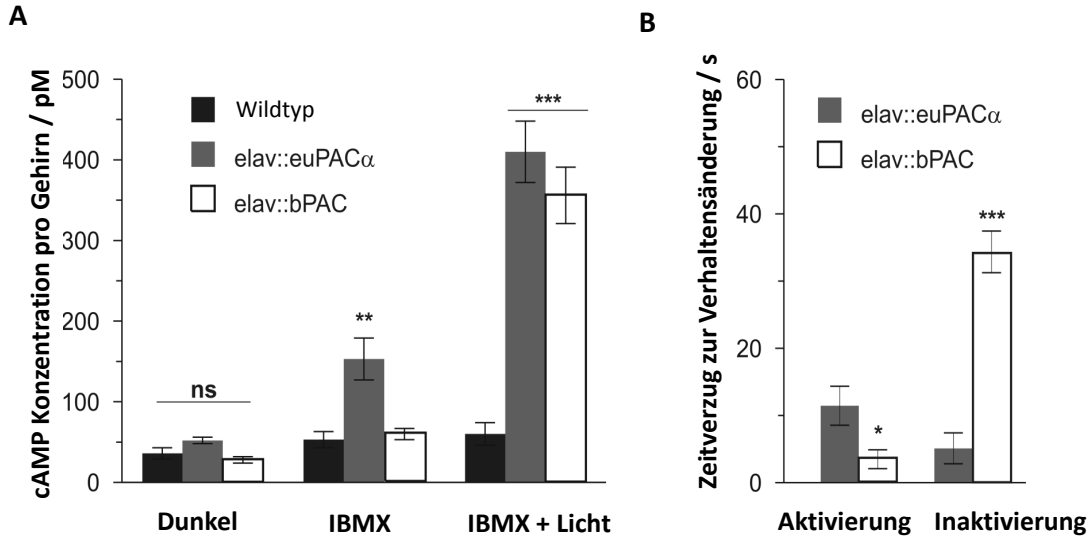 A
cAMP Konzentration pro Gehirn / pM
500
400
300
200
100
0
Wildtyp
elav::euPACα
elav::bPAC
ns
**
***
Dunkel
IBMX
IBMX + Licht
B
Zeitverzug zur Verhaltensänderung / s
60
40
20
0
elav::euPACα
elav::bPAC
*
***
Aktivierung
Inaktivierung